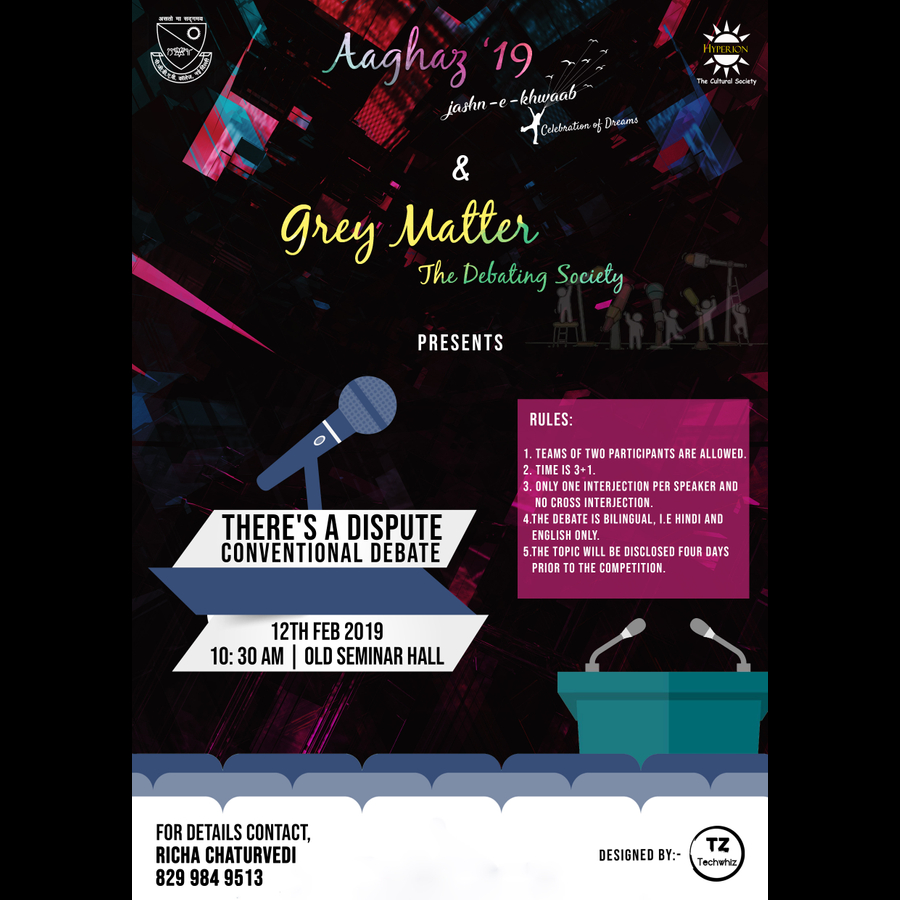 असतो मा सद्गमय
Aaghaz '19
HYPERION
The Cultural Society
jashn-e-khwaab
Celebration of Dreams
&
Grey Matter
The Debating Society
PRESENTS
RULES:
1. TEAMS OF TWO PARTICIPANTS ARE ALLOWED.
2. TIME IS 3+1.
3. ONLY ONE INTERJECTION PER SPEAKER AND
NO CROSS INTERJECTION.
4.THE DEBATE IS BILINGUAL, I.E HINDI AND
ENGLISH ONLY.
5.THE TOPIC WILL BE DISCLOSED FOUR DAYS
PRIOR TO THE COMPETITION.
THERE'S A DISPUTE
CONVENTIONAL DEBATE
12TH FEB 2019
10: 30 AM | OLD SEMINAR HALL
FOR DETAILS CONTACT,
RICHA CHATURVEDI
829 984 9513
DESIGNED BY:-
TZ
Techwhiz